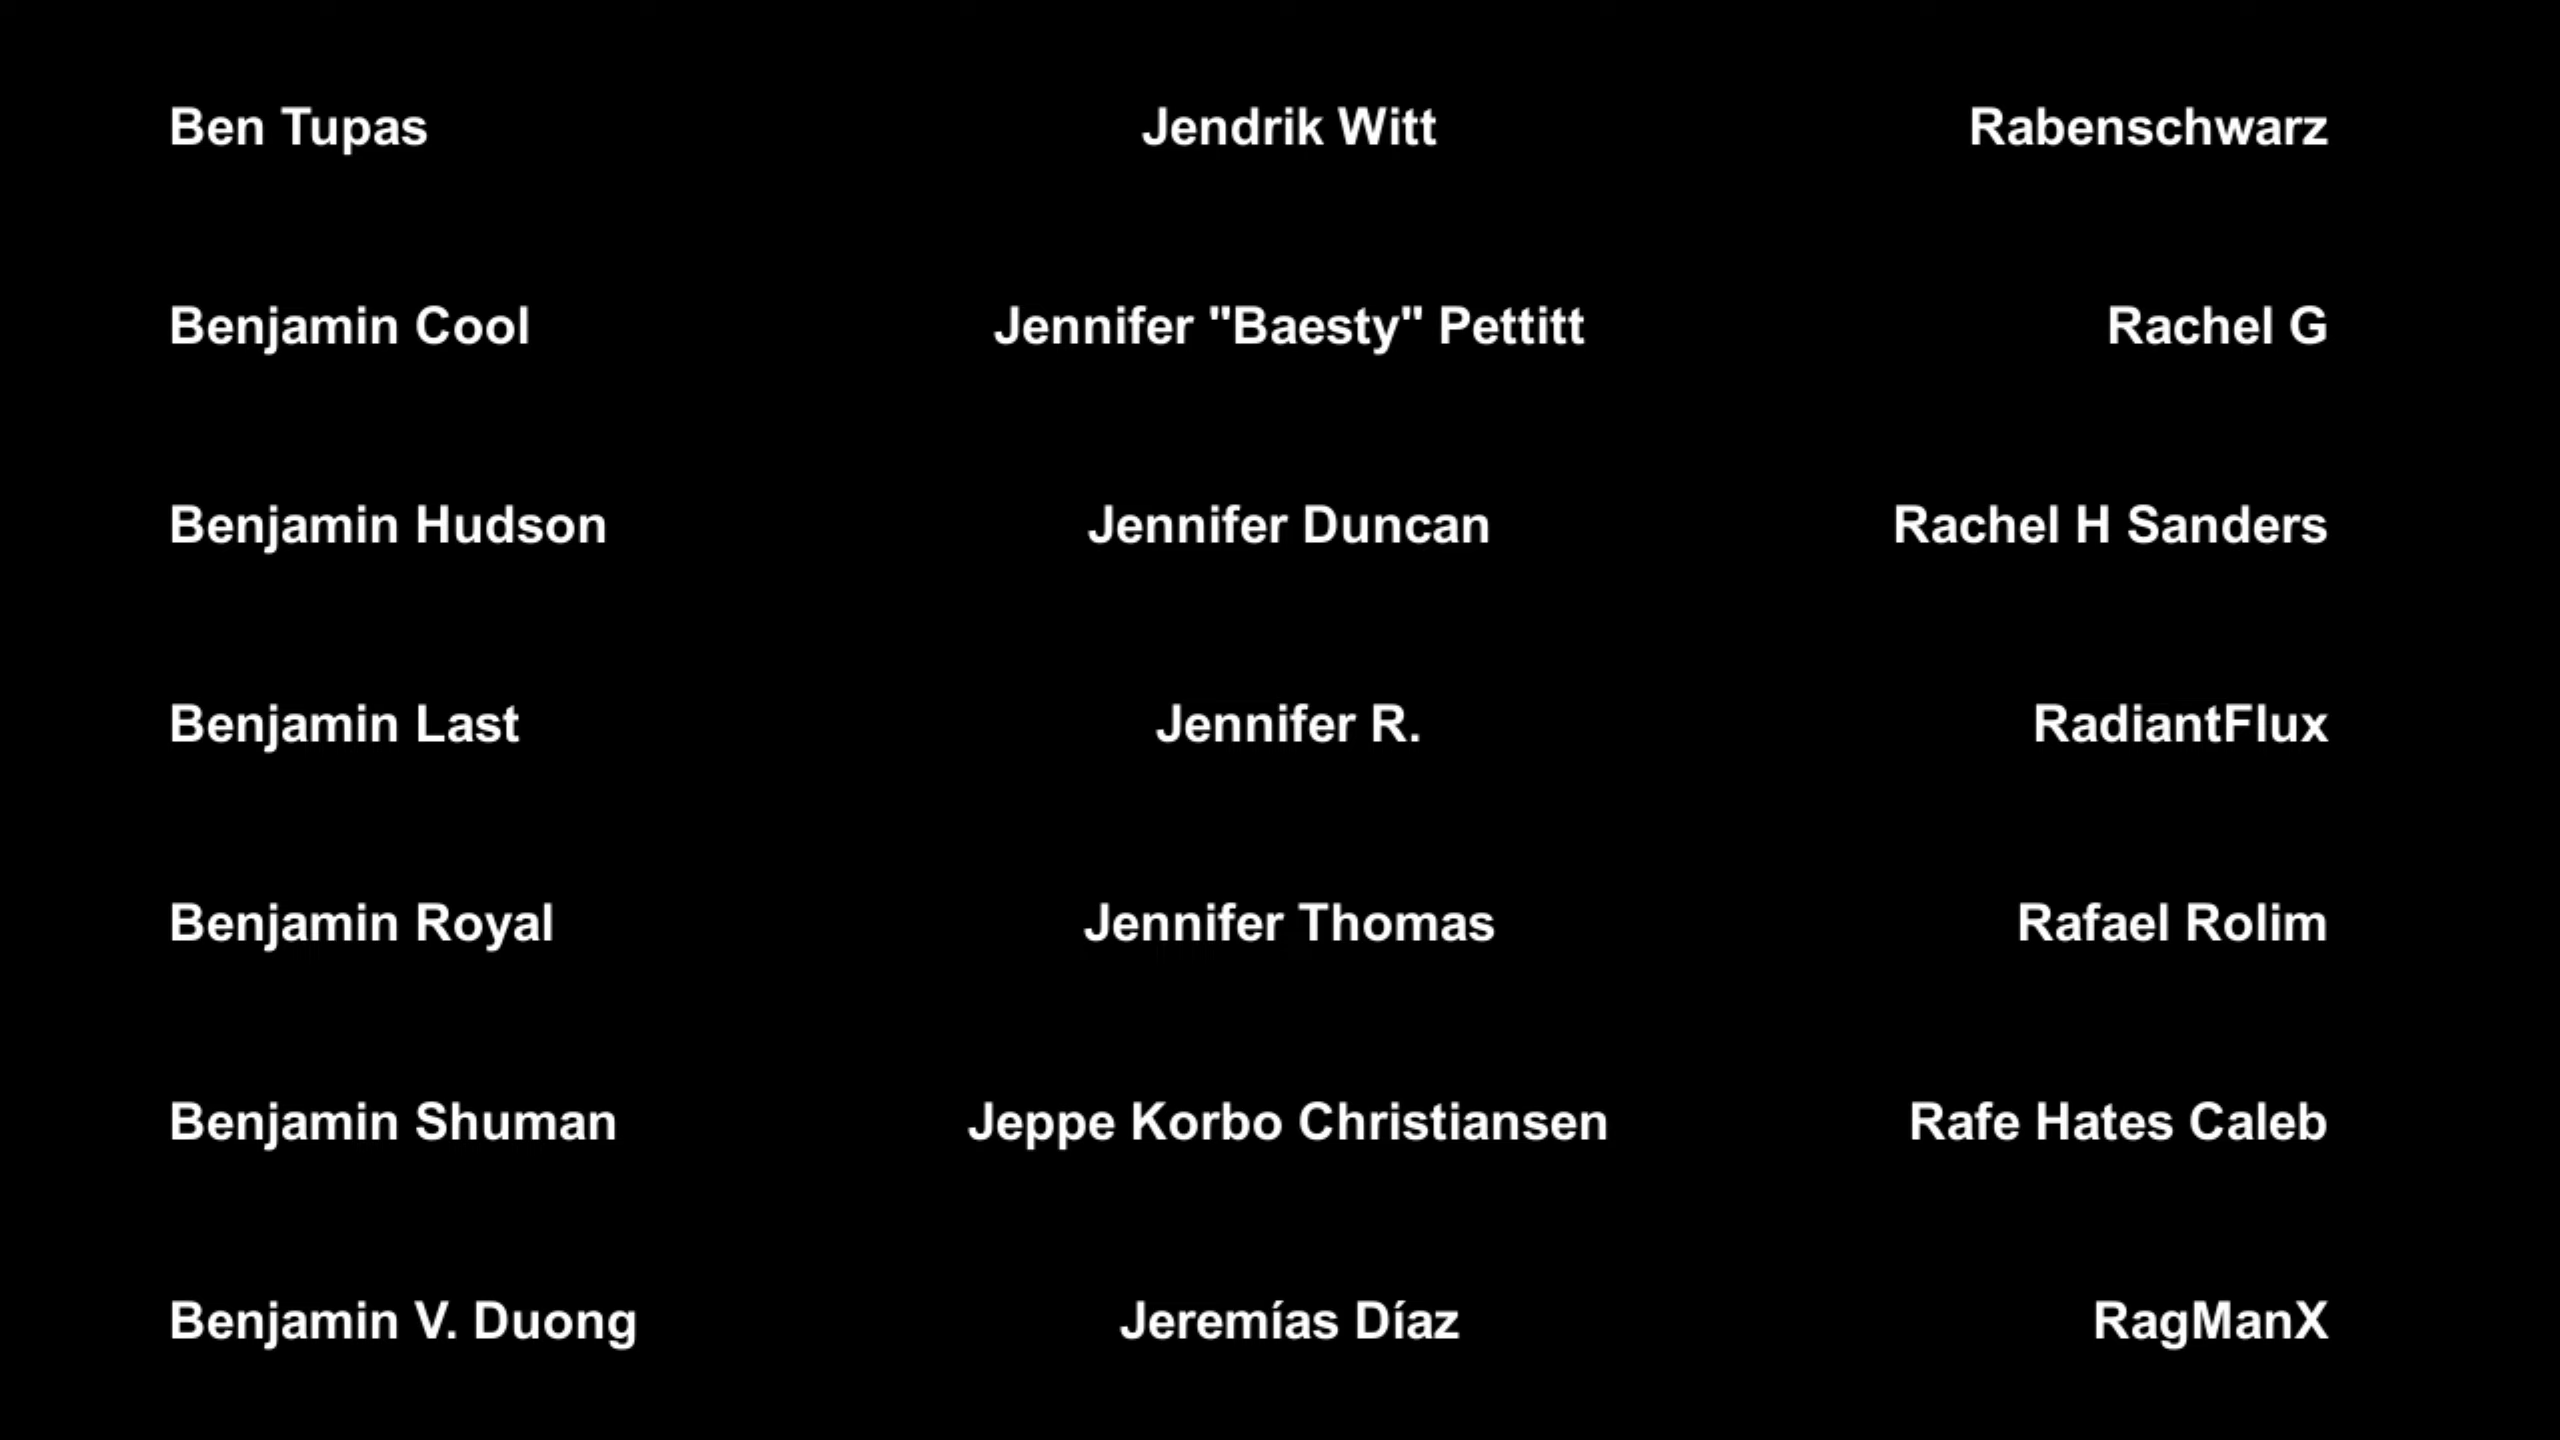 Ben Tupas
Jendrik Witt
Rabenschwarz
Benjamin Cool
Jennifer "Baesty" Pettitt
Rachel G
Benjamin Hudson
Jennifer Duncan
Rachel H Sanders
Benjamin Last
Jennifer R.
RadiantFlux
Benjamin Royal
Jennifer Thomas
Rafael Rolim
Benjamin Shuman
Jeppe Korbo Christiansen
Rafe Hates Caleb
Benjamin V. Duong
Jeremías Díaz
RagManX